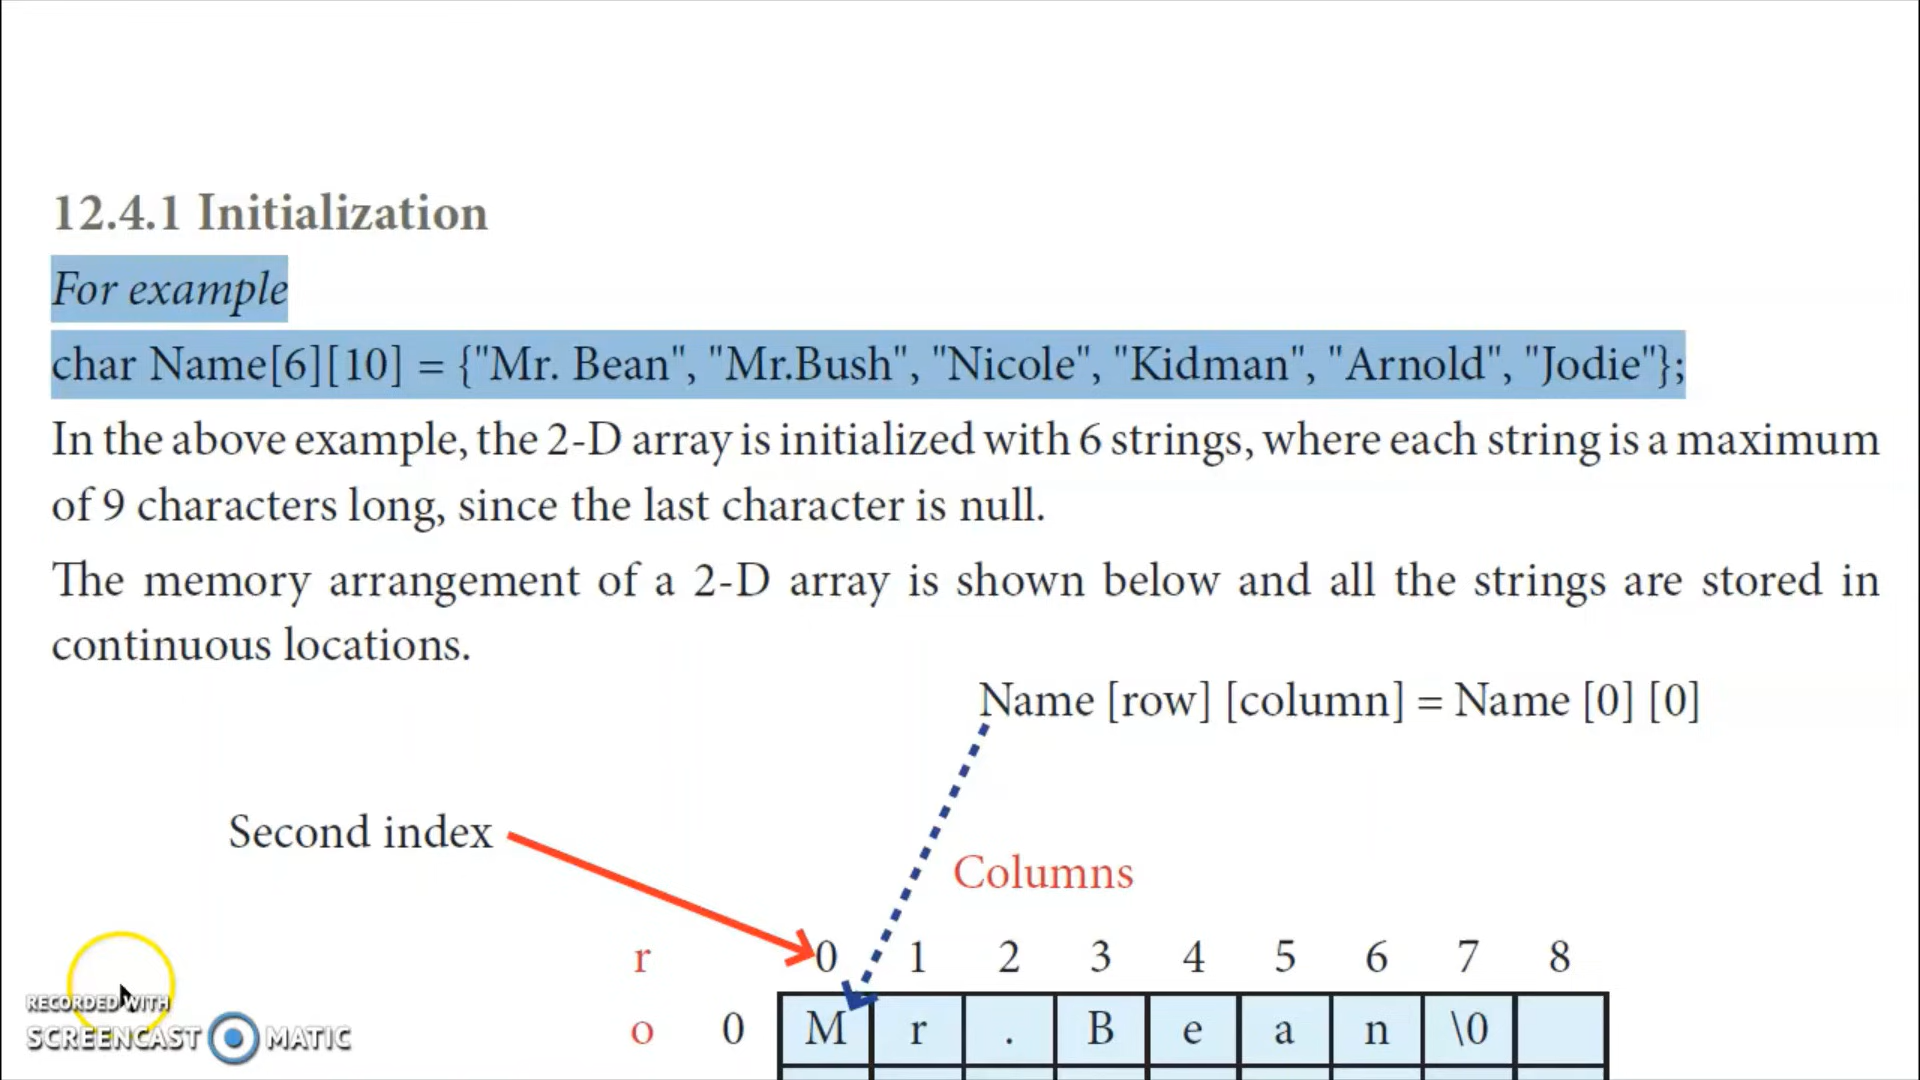 12.4.1 Initialization
For example
char Name[6][10] = {"Mr. Bean", "Mr.Bush", "Nicole", "Kidman", "Arnold", "Jodie"};
In the above example, the 2-D array is initialized with 6 strings, where each string is a maximum
of 9 characters long, since the last character is null.
The memory arrangement of a 2-D array is shown below and all the strings are stored in
continuous locations.
Name [row] [column] = Name [0] [0]
Second index
Columns
r 0 1 2 3 4 5 6 7 8
o 0 M r . B e a n \0
RECORDED WITH
SCREENCAST MATIC